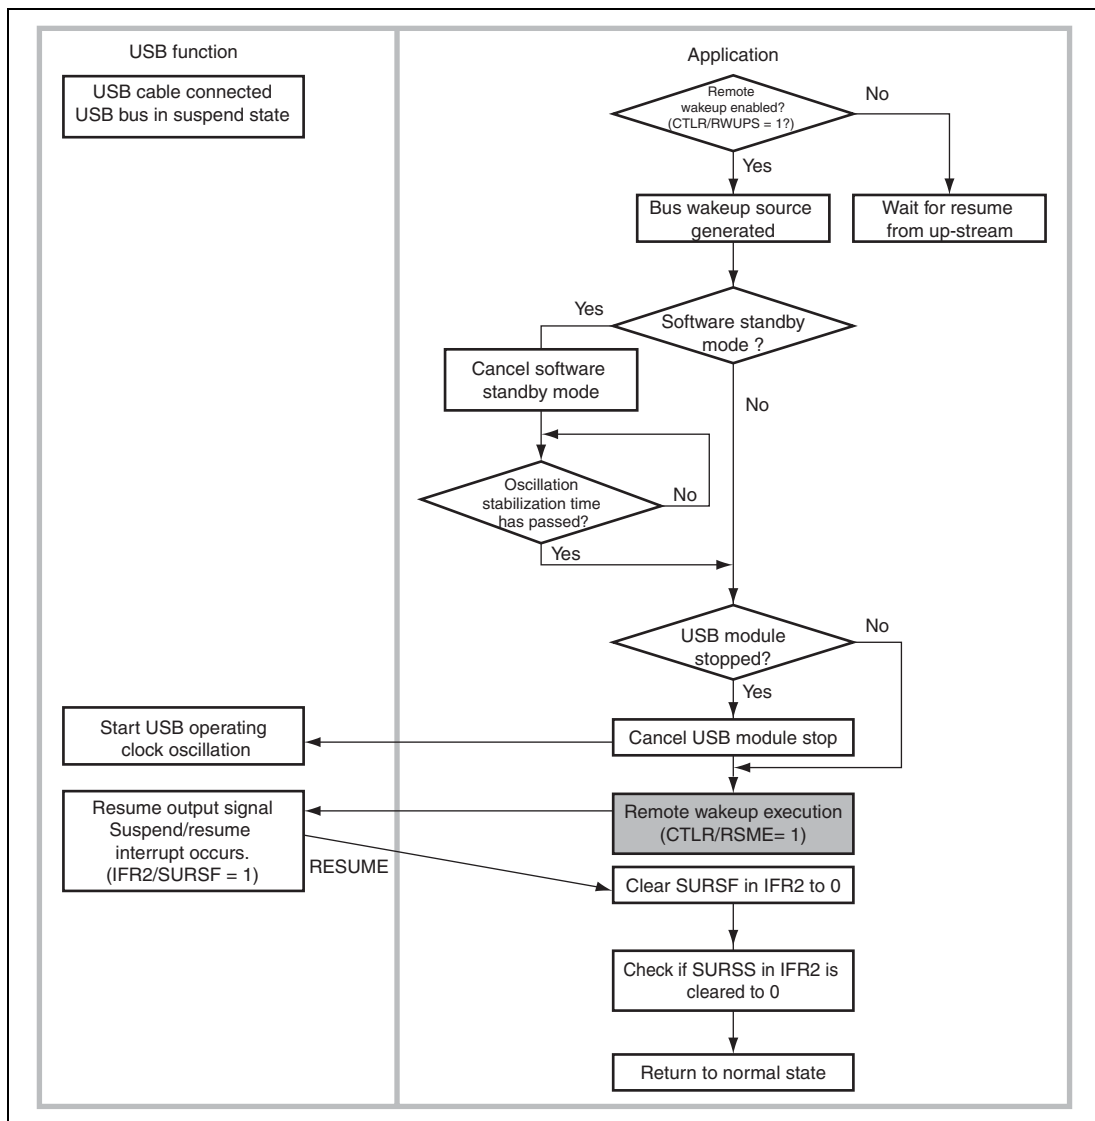 USB function
USB cable connected
USB bus in suspend state
Application
Remote
wakeup enabled?
(CTLR/RWUPS = 1?)
No
Yes
Bus wakeup source
generated
Wait for resume
from up-stream
Yes
Software standby
mode ?
Cancel software
standby mode
No
Oscillation
stabilization time
has passed?
No
Yes
USB module
stopped?
No
Yes
Start USB operating
clock oscillation
Cancel USB module stop
Resume output signal
Suspend/resume
interrupt occurs.
(IFR2/SURSF = 1)
RESUME
Remote wakeup execution
(CTLR/RSME= 1)
Clear SURSF in IFR2 to 0
Check if SURSS in IFR2 is
cleared to 0
Return to normal state